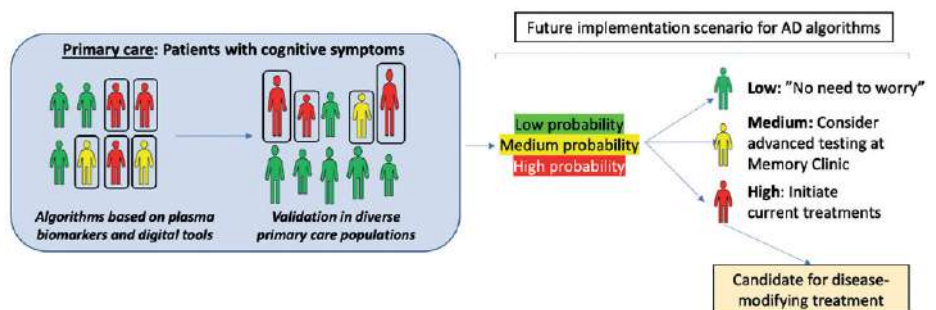 Primary care: Patients with cognitive symptoms
Algorithms based on plasma
biomarkers and digital tools
Validation in diverse
primary care populations
Future implementation scenario for AD algorithms
Low probability
Medium probability
High probability
Low: ”No need to worry”
Medium: Consider
advanced testing at
Memory Clinic
High: Initiate
current treatments
Candidate for disease-
modifying treatment